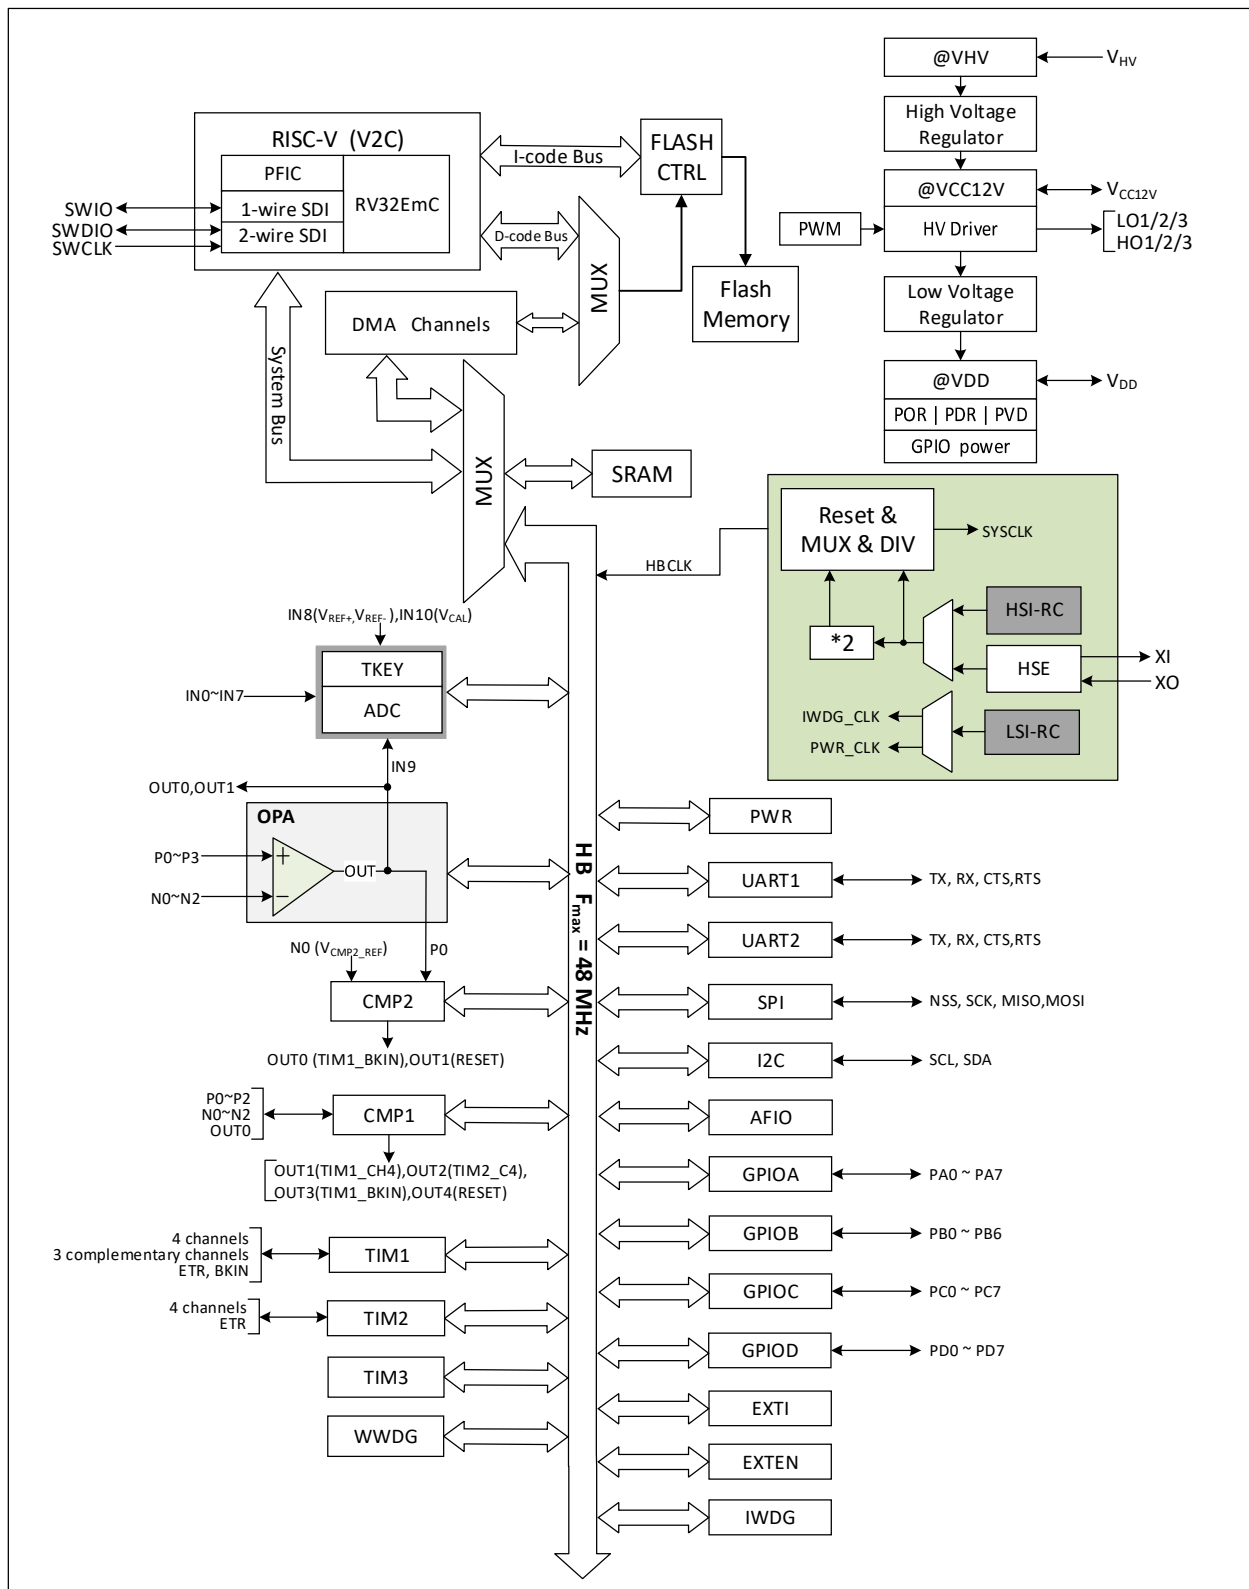 @VHV
V_HV
High Voltage
Regulator
@VCC12V
V_CC12V
PWM
HV Driver
LO1/2/3
HO1/2/3
Low Voltage
Regulator
@VDD
V_DD
POR | PDR | PVD
GPIO power
RISC-V (V2C)
PFIC
1-wire SDI
2-wire SDI
RV32EmC
SWIO
SWDIO
SWCLK
I-code Bus
FLASH
CTRL
D-code Bus
MUX
Flash
Memory
DMA Channels
System Bus
MUX
SRAM
Reset &
MUX & DIV
SYSCLK
HBCLK
*2
HSI-RC
HSE
XI
XO
IWDG_CLK
PWR_CLK
LSI-RC
IN8(V_REF+,V_REF-),IN10(V_CAL)
TKEY
ADC
IN0~IN7
IN9
OUT0,OUT1
OPA
P0~P3
+
OUT
N0~N2
−
N0 (V_CMP2_REF)
P0
CMP2
OUT0 (TIM1_BKIN),OUT1(RESET)
P0~P2
N0~N2
OUT0
CMP1
OUT1(TIM1_CH4),OUT2(TIM2_C4),
OUT3(TIM1_BKIN),OUT4(RESET)
4 channels
3 complementary channels
ETR, BKIN
TIM1
4 channels
ETR
TIM2
TIM3
WWDG
HB F_max = 48 MHz
PWR
UART1
TX, RX, CTS,RTS
UART2
TX, RX, CTS,RTS
SPI
NSS, SCK, MISO,MOSI
I2C
SCL, SDA
AFIO
GPIOA
PA0 ~ PA7
GPIOB
PB0 ~ PB6
GPIOC
PC0 ~ PC7
GPIOD
PD0 ~ PD7
EXTI
EXTEN
IWDG